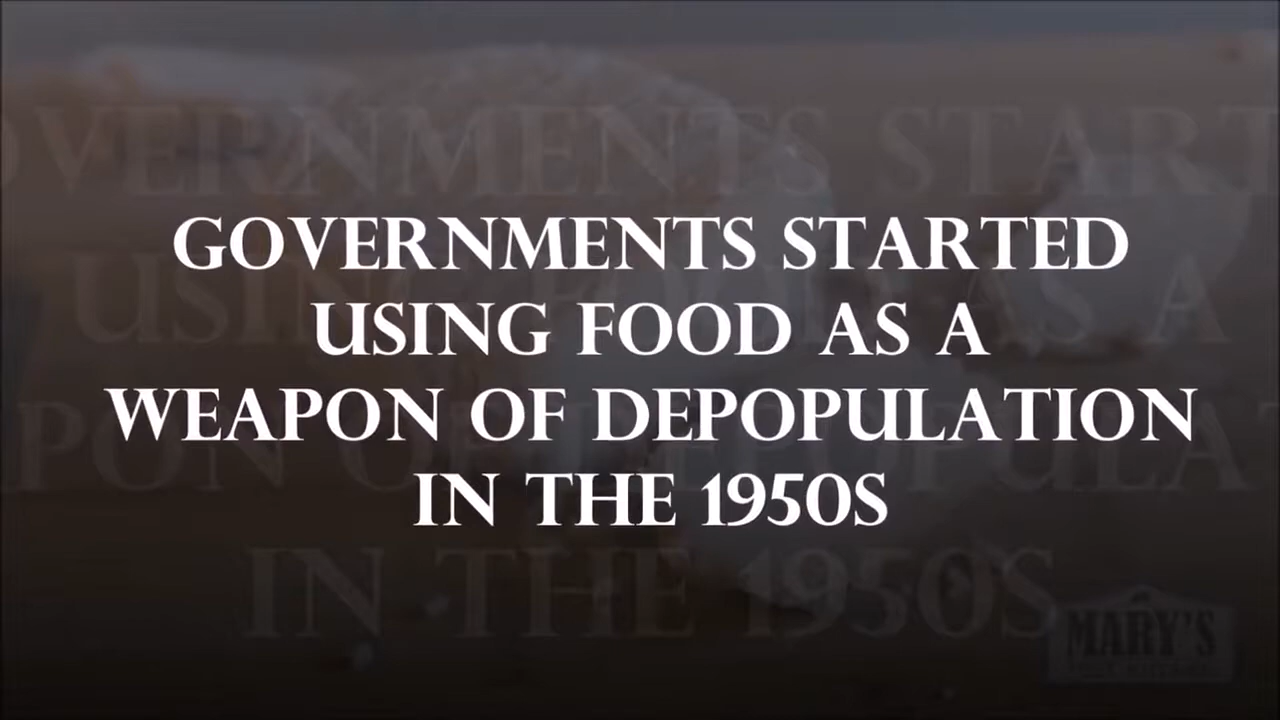 GOVERNMENTS STARTED
USING FOOD AS A
WEAPON OF DEPOPULATION
IN THE 1950S
MARY'S